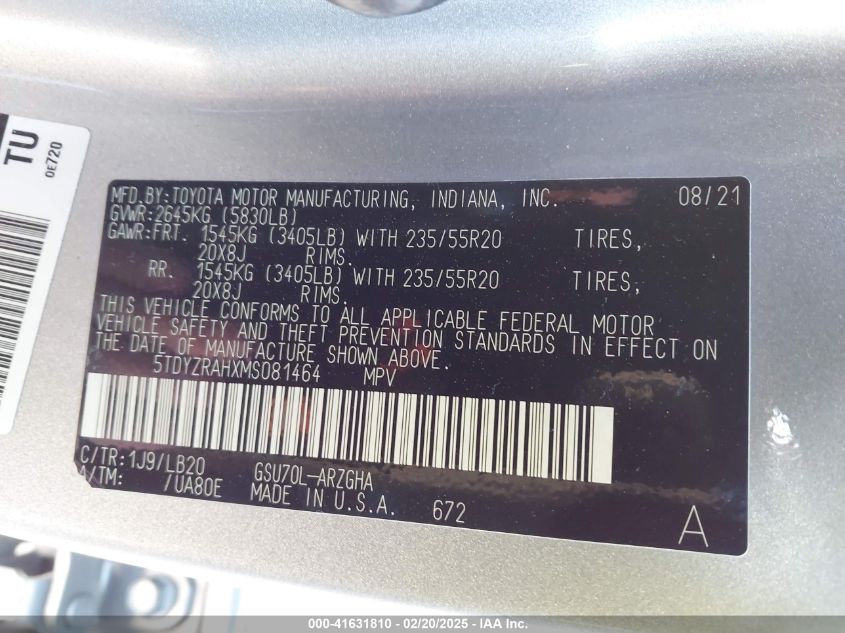 TU
0E720
MFD.BY:TOYOTA MOTOR MANUFACTURING, INDIANA, INC. 08/21
GVWR:2645KG (5830LB)
GAWR:FRT. 1545KG (3405LB) WITH 235/55R20 TIRES,
20X8J RIMS.
RR. 1545KG (3405LB) WITH 235/55R20 TIRES,
20X8J RIMS.
THIS VEHICLE CONFORMS TO ALL APPLICABLE FEDERAL MOTOR
VEHICLE SAFETY AND THEFT PREVENTION STANDARDS IN EFFECT ON
THE DATE OF MANUFACTURE SHOWN ABOVE.
5TDYZRAHXMS081464 MPV
C/TR:1J9/LB20 GSU70L-ARZGHA
A/TM: /UA80E MADE IN U.S.A. 672
A
000-41631810 - 02/20/2025 - IAA Inc.